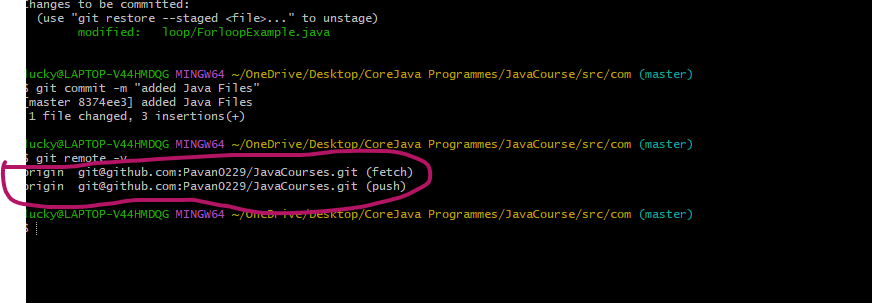 Changes to be committed:
(use "git restore --staged <file>..." to unstage)
modified: loop/ForloopExample.java
lucky@LAPTOP-V44HMDQG MINGW64 ~/OneDrive/Desktop/CoreJava Programmes/JavaCourse/src/com (master)
$ git commit -m "added Java Files"
[master 8374ee3] added Java Files
1 file changed, 3 insertions(+)
lucky@LAPTOP-V44HMDQG MINGW64 ~/OneDrive/Desktop/CoreJava Programmes/JavaCourse/src/com (master)
$ git remote -v
origin git@github.com:Pavan0229/JavaCourses.git (fetch)
origin git@github.com:Pavan0229/JavaCourses.git (push)
lucky@LAPTOP-V44HMDQG MINGW64 ~/OneDrive/Desktop/CoreJava Programmes/JavaCourse/src/com (master)
$